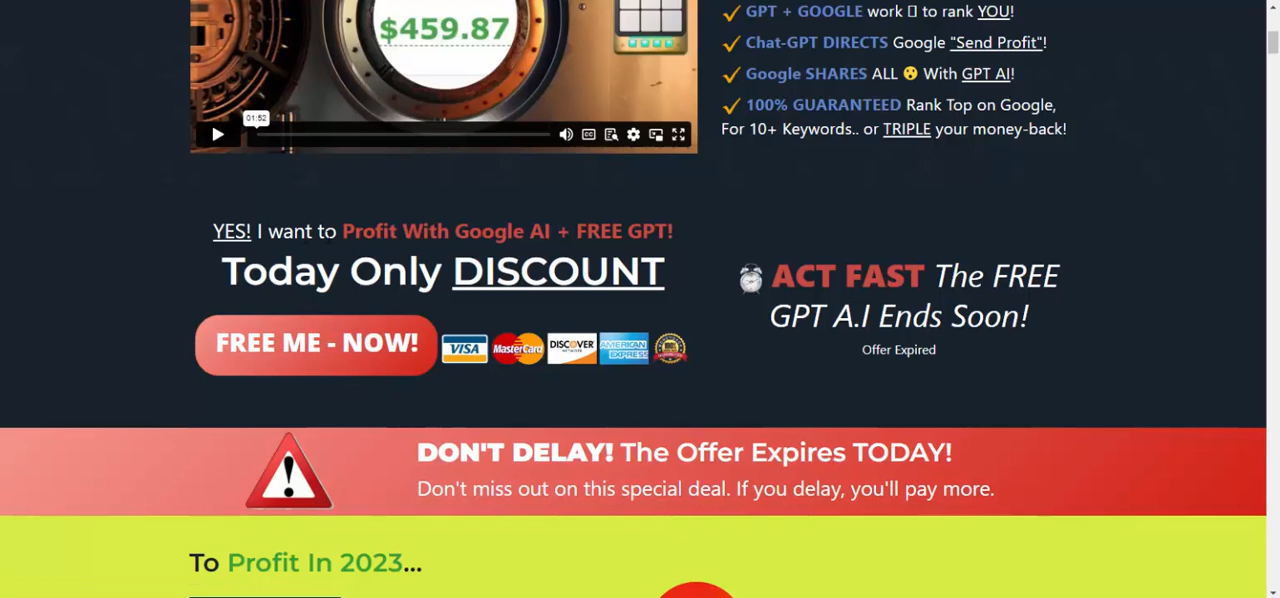 $459.87
01:52
CC
GPT + GOOGLE work to rank YOU!
Chat-GPT DIRECTS Google "Send Profit"!
Google SHARES ALL 😲 With GPT AI!
100% GUARANTEED Rank Top on Google,
For 10+ Keywords.. or TRIPLE your money-back!
YES! I want to Profit With Google AI + FREE GPT!
Today Only DISCOUNT
FREE ME - NOW!
VISA
MasterCard
DISCOVER
NETWORK
AMERICAN
EXPRESS
ACT FAST The FREE
GPT A.I Ends Soon!
Offer Expired
DON'T DELAY! The Offer Expires TODAY!
Don't miss out on this special deal. If you delay, you'll pay more.
To Profit In 2023...